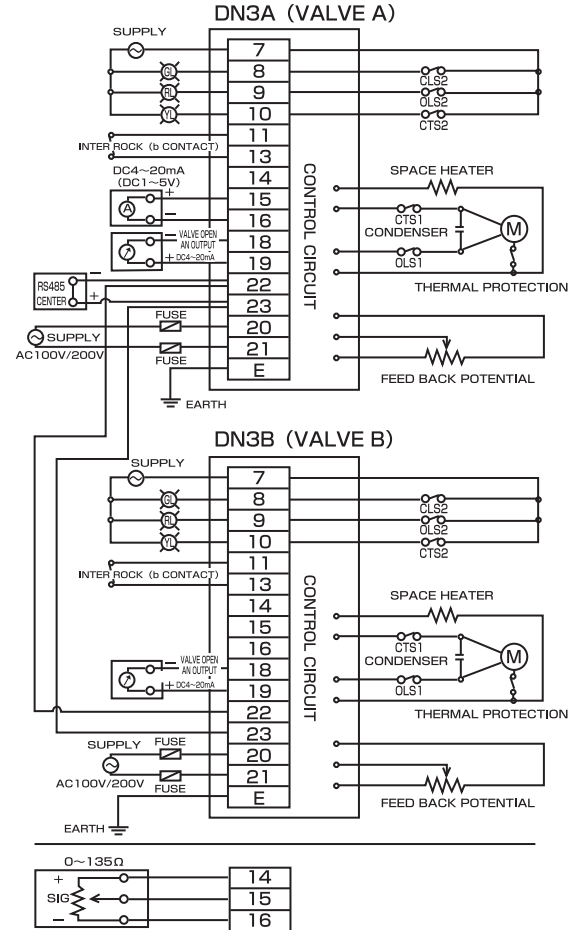 DN3A (VALVE A)
SUPPLY
7
GL
8
CLS2
RL
9
OLS2
YL
10
CTS2
11
INTER ROCK (b CONTACT)
13
DC4~20mA
(DC1~5V)
14
+
15
A
−
16
VALVE OPEN
AN OUTPUT
−
18
+ DC4~20mA
19
RS485
CENTER
−
22
+
23
FUSE
20
SUPPLY
AC100V/200V
21
FUSE
E
EARTH
CONTROL CIRCUIT
SPACE HEATER
CTS1
CONDENSER
M
OLS1
THERMAL PROTECTION
FEED BACK POTENTIAL
DN3B (VALVE B)
SUPPLY
7
GL
8
CLS2
RL
9
OLS2
YL
10
CTS2
11
INTER ROCK (b CONTACT)
13
14
15
16
VALVE OPEN
AN OUTPUT
−
18
+ DC4~20mA
19
22
23
SUPPLY
FUSE
20
AC100V/200V
21
FUSE
E
EARTH
CONTROL CIRCUIT
SPACE HEATER
CTS1
CONDENSER
M
OLS1
THERMAL PROTECTION
FEED BACK POTENTIAL
0~135Ω
+
14
SIG
15
−
16